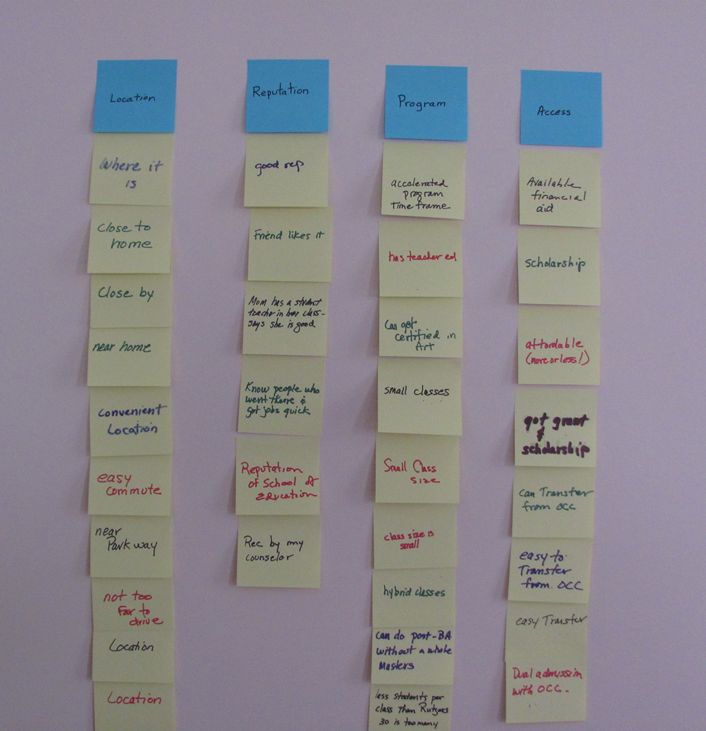 Location
Where it
is
Close to
home
Close by
near home
convenient
Location
easy
commute
near
Parkway
not too
far to
drive
Location
Location
Reputation
good rep
Friend likes it
Mom has a student
teacher in her class-
says she is good
Know people who
went there &
got jobs quick
Reputation
of School of
Education
Rec by my
counselor
Program
accelerated
program
Time frame
has teacher ed
Can get
certified in
Art
small classes
Small Class
size
class size is
small
hybrid classes
can do post-BA
without a whole
Masters
less students per
class than Rutgers
30 is too many
Access
Available
financial
aid
scholarship
affordable
(more or less!)
got grant
&
scholarship
can Transfer
from OCC
easy to
Transfer
from OCC
easy Transfer
Dual admission
with OCC.